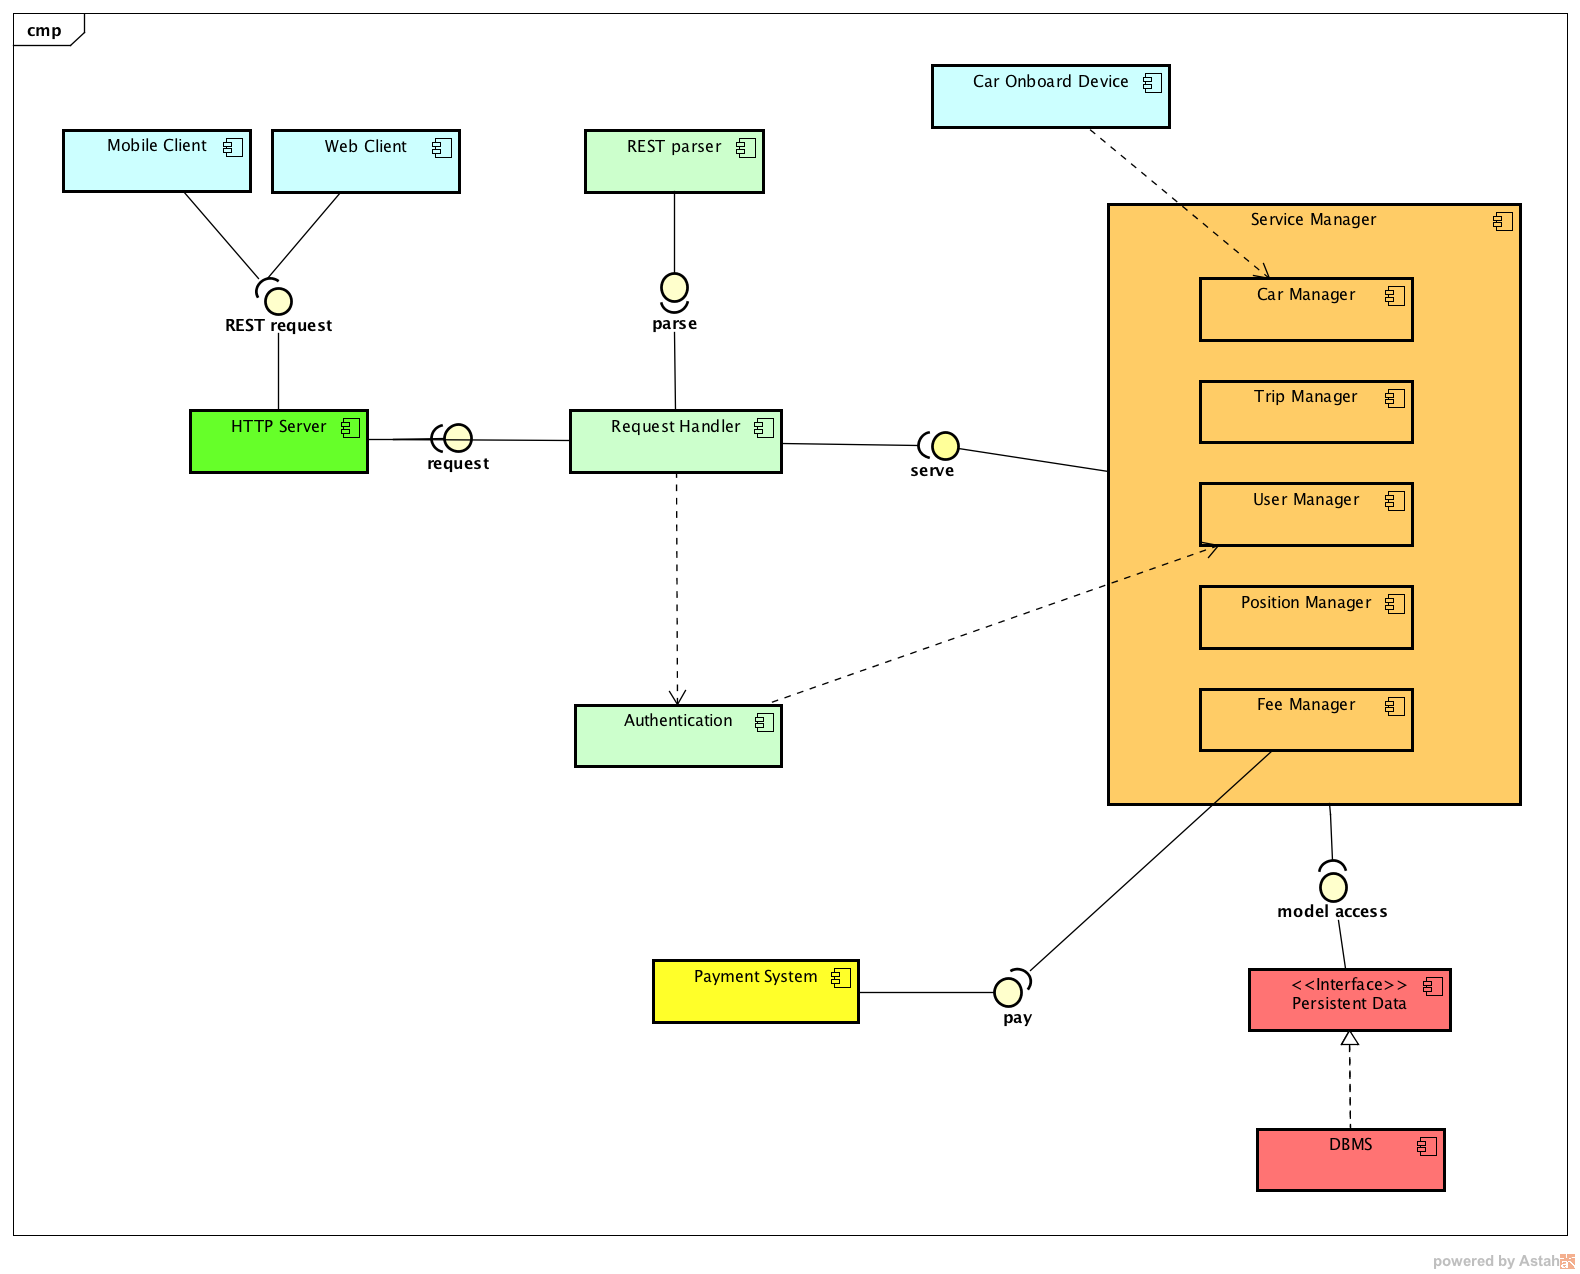 cmp
Car Onboard Device
Mobile Client
Web Client
REST parser
Service Manager
Car Manager
REST request
parse
Trip Manager
HTTP Server
Request Handler
request
serve
User Manager
Position Manager
Authentication
Fee Manager
model access
Payment System
<<Interface>>
Persistent Data
pay
DBMS
powered by Astah